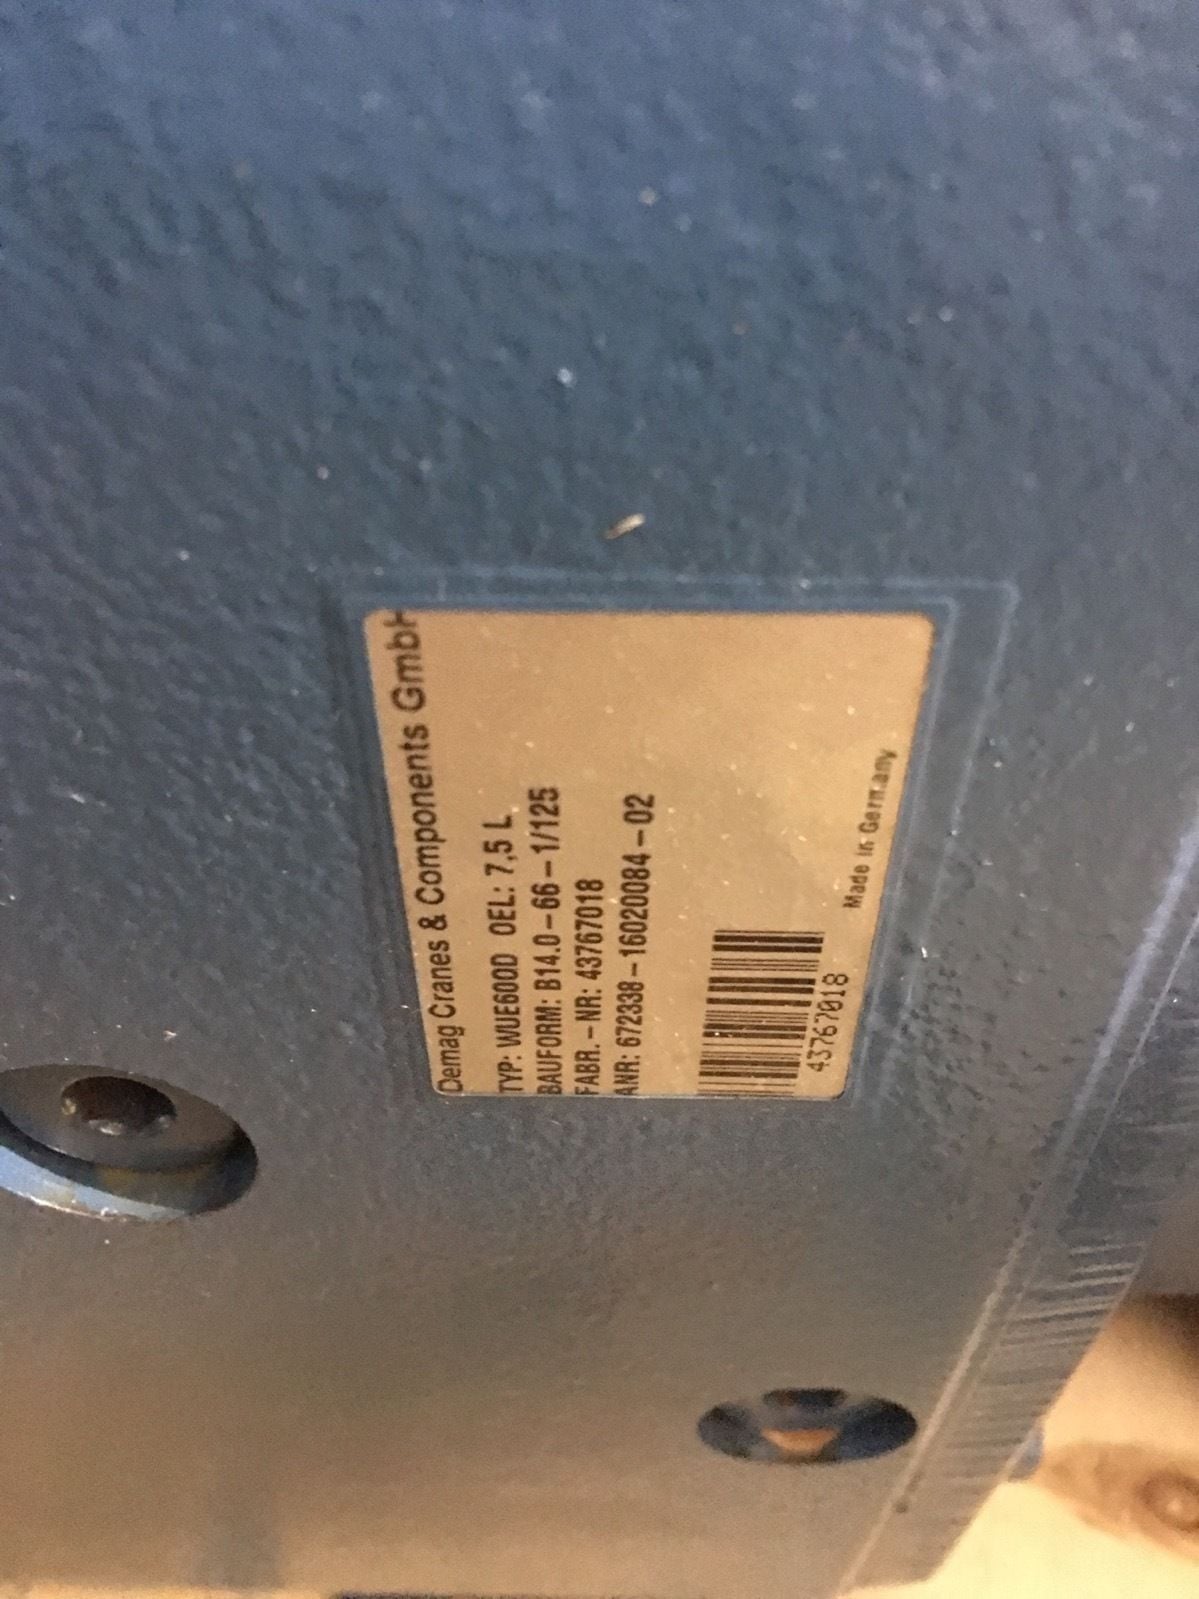 Demag Cranes & Components GmbH
TYP: WUE600D OEL: 7,5 L
BAUFORM: B14.0-66-1/125
FABR.-NR: 43767018
ANR: 672338-16020084-02
43767018
Made in Germany